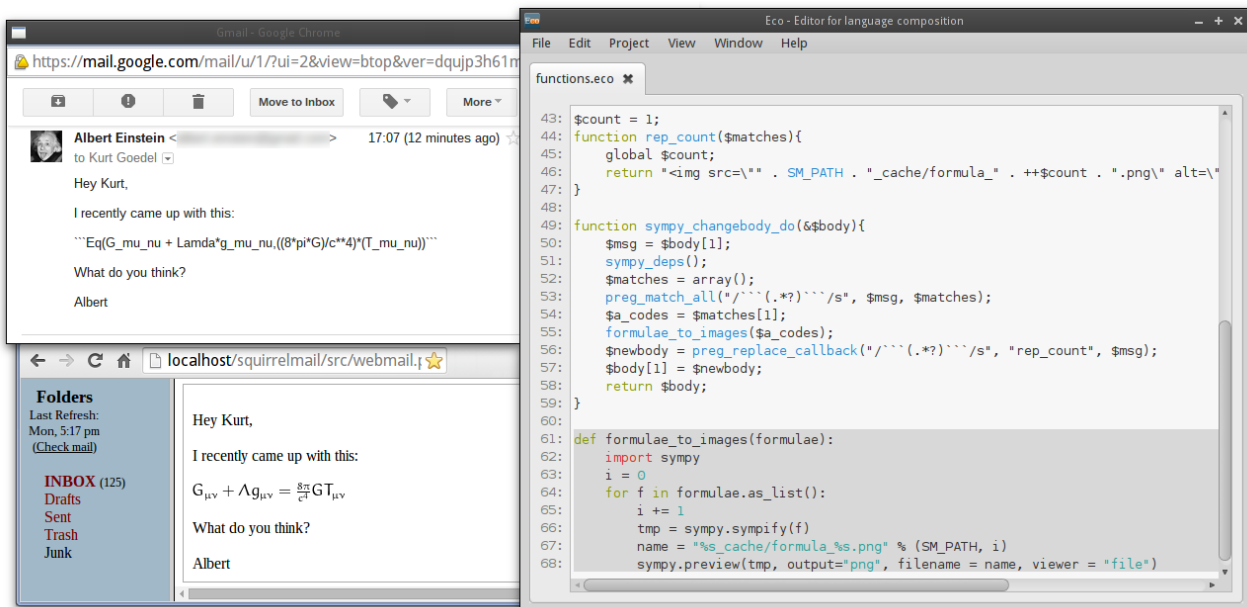 Gmail - Google Chrome
https://mail.google.com/mail/u/1/?ui=2&view=btop&ver=dqujp3h61m
Move to Inbox
More
Albert Einstein <
>
17:07 (12 minutes ago)
to Kurt Goedel
Hey Kurt,
I recently came up with this:
```Eq(G_mu_nu + Lamda*g_mu_nu,((8*pi*G)/c**4)*(T_mu_nu))```
What do you think?
Albert
localhost/squirrelmail/src/webmail.p
Folders
Last Refresh:
Mon, 5:17 pm
(Check mail)
INBOX (125)
Drafts
Sent
Trash
Junk
Hey Kurt,
I recently came up with this:
Gμν + Λgμν = 8π/c⁴ GTμν
What do you think?
Albert
Eco
Eco - Editor for language composition
File Edit Project View Window Help
functions.eco
43: $count = 1;
44: function rep_count($matches){
45:     global $count;
46:     return "<img src=\"" . SM_PATH . "_cache/formula_" . ++$count . ".png\" alt=\"
47: }
48:
49: function sympy_changebody_do(&$body){
50:     $msg = $body[1];
51:     sympy_deps();
52:     $matches = array();
53:     preg_match_all("/```(.*?)```/s", $msg, $matches);
54:     $a_codes = $matches[1];
55:     formulae_to_images($a_codes);
56:     $newbody = preg_replace_callback("/```(.*?)```/s", "rep_count", $msg);
57:     $body[1] = $newbody;
58:     return $body;
59: }
60:
61: def formulae_to_images(formulae):
62:     import sympy
63:     i = 0
64:     for f in formulae.as_list():
65:         i += 1
66:         tmp = sympy.sympify(f)
67:         name = "%s_cache/formula_%s.png" % (SM_PATH, i)
68:         sympy.preview(tmp, output="png", filename = name, viewer = "file")